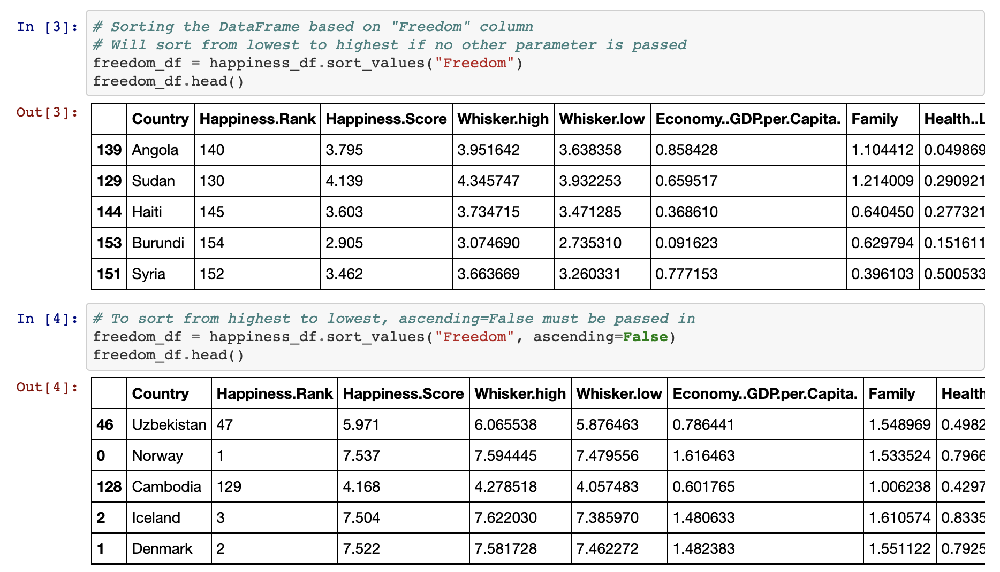 In [3]:
# Sorting the DataFrame based on "Freedom" column
# Will sort from lowest to highest if no other parameter is passed
freedom_df = happiness_df.sort_values("Freedom")
freedom_df.head()
Out[3]:
Country Happiness.Rank Happiness.Score Whisker.high Whisker.low Economy..GDP.per.Capita. Family Health..L
139 Angola 140 3.795 3.951642 3.638358 0.858428 1.104412 0.049869
129 Sudan 130 4.139 4.345747 3.932253 0.659517 1.214009 0.290921
144 Haiti 145 3.603 3.734715 3.471285 0.368610 0.640450 0.277321
153 Burundi 154 2.905 3.074690 2.735310 0.091623 0.629794 0.151611
151 Syria 152 3.462 3.663669 3.260331 0.777153 0.396103 0.500533
In [4]:
# To sort from highest to lowest, ascending=False must be passed in
freedom_df = happiness_df.sort_values("Freedom", ascending=False)
freedom_df.head()
Out[4]:
Country Happiness.Rank Happiness.Score Whisker.high Whisker.low Economy..GDP.per.Capita. Family Health
46 Uzbekistan 47 5.971 6.065538 5.876463 0.786441 1.548969 0.4982
0 Norway 1 7.537 7.594445 7.479556 1.616463 1.533524 0.7966
128 Cambodia 129 4.168 4.278518 4.057483 0.601765 1.006238 0.4297
2 Iceland 3 7.504 7.622030 7.385970 1.480633 1.610574 0.8335
1 Denmark 2 7.522 7.581728 7.462272 1.482383 1.551122 0.7925